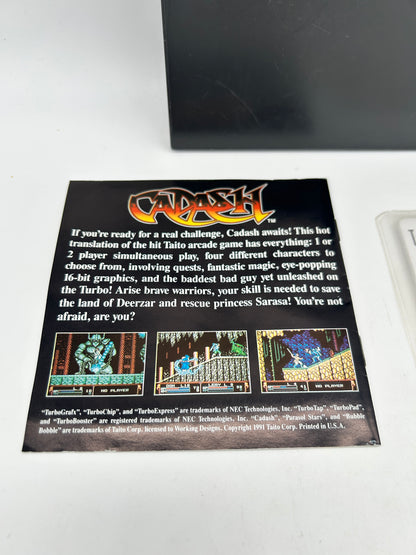 CADASH™
If you're ready for a real challenge, Cadash awaits! This hot
translation of the hit Taito arcade game has everything: 1 or
2 player simultaneous play, four different characters to
choose from, involving quests, fantastic magic, eye-popping
16-bit graphics, and the baddest bad guy yet unleashed on
the Turbo! Arise brave warriors, your skill is needed to save
the land of Deerzar and rescue princess Sarasa! You're not
afraid, are you?
NO PLAYER
NO PLAYER
"TurboGrafx", "TurboChip", and "TurboExpress" are trademarks of NEC Technologies, Inc. "TurboTap", "TurboPad",
and "TurboBooster" are registered trademarks of NEC Technologies, Inc. "Cadash", "Parasol Stars", and "Bubble
Bobble" are trademarks of Taito Corp. licensed to Working Designs. Copyright 1991 Taito Corp. Printed in U.S.A.